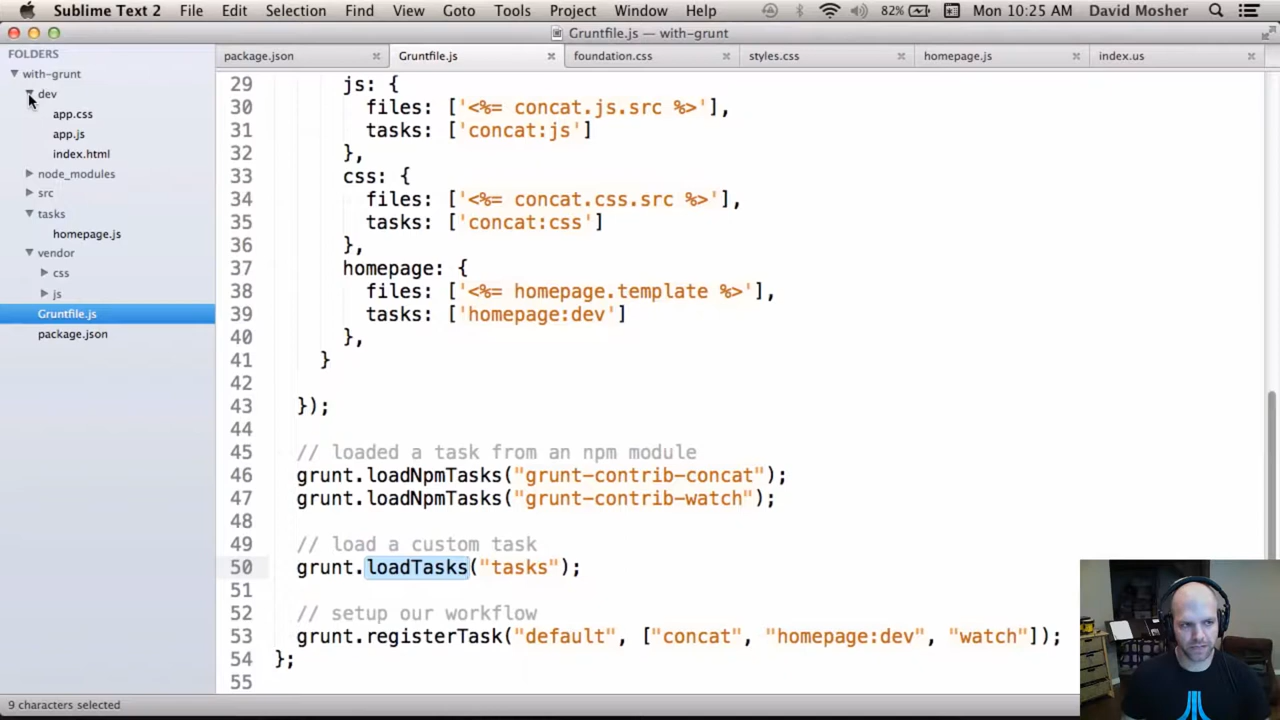 Sublime Text 2 File Edit Selection Find View Goto Tools Project Window Help 82% Mon 10:25 AM David Mosher
Gruntfile.js — with-grunt
FOLDERS
with-grunt
dev
app.css
app.js
index.html
node_modules
src
tasks
homepage.js
vendor
css
js
Gruntfile.js
package.json
package.json Gruntfile.js foundation.css styles.css homepage.js index.us
29 js: {
30 files: ['<%= concat.js.src %>'],
31 tasks: ['concat:js']
32 },
33 css: {
34 files: ['<%= concat.css.src %>'],
35 tasks: ['concat:css']
36 },
37 homepage: {
38 files: ['<%= homepage.template %>'],
39 tasks: ['homepage:dev']
40 },
41 }
42
43 });
44
45 // loaded a task from an npm module
46 grunt.loadNpmTasks("grunt-contrib-concat");
47 grunt.loadNpmTasks("grunt-contrib-watch");
48
49 // load a custom task
50 grunt.loadTasks("tasks");
51
52 // setup our workflow
53 grunt.registerTask("default", ["concat", "homepage:dev", "watch"]);
54 };
55
9 characters selected